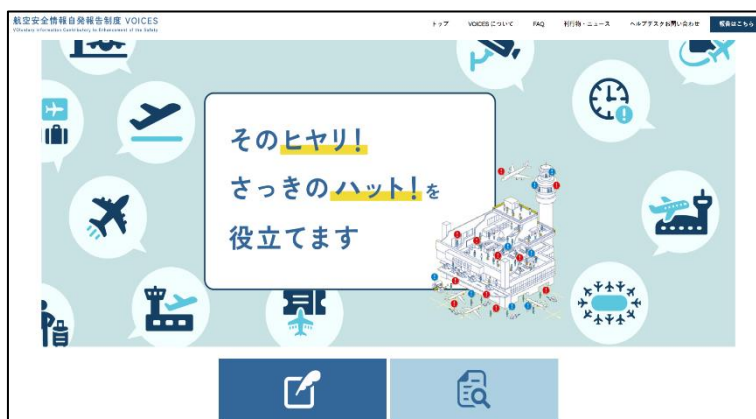 航空安全情報自発報告制度 VOICES
VOluntary Information Contributory to Enhancement of the Safety
トップ
VOICESについて
FAQ
刊行物・ニュース
ヘルプデスクお問い合わせ
報告はこちら
そのヒヤリ！
さっきのハット！を
役立てます